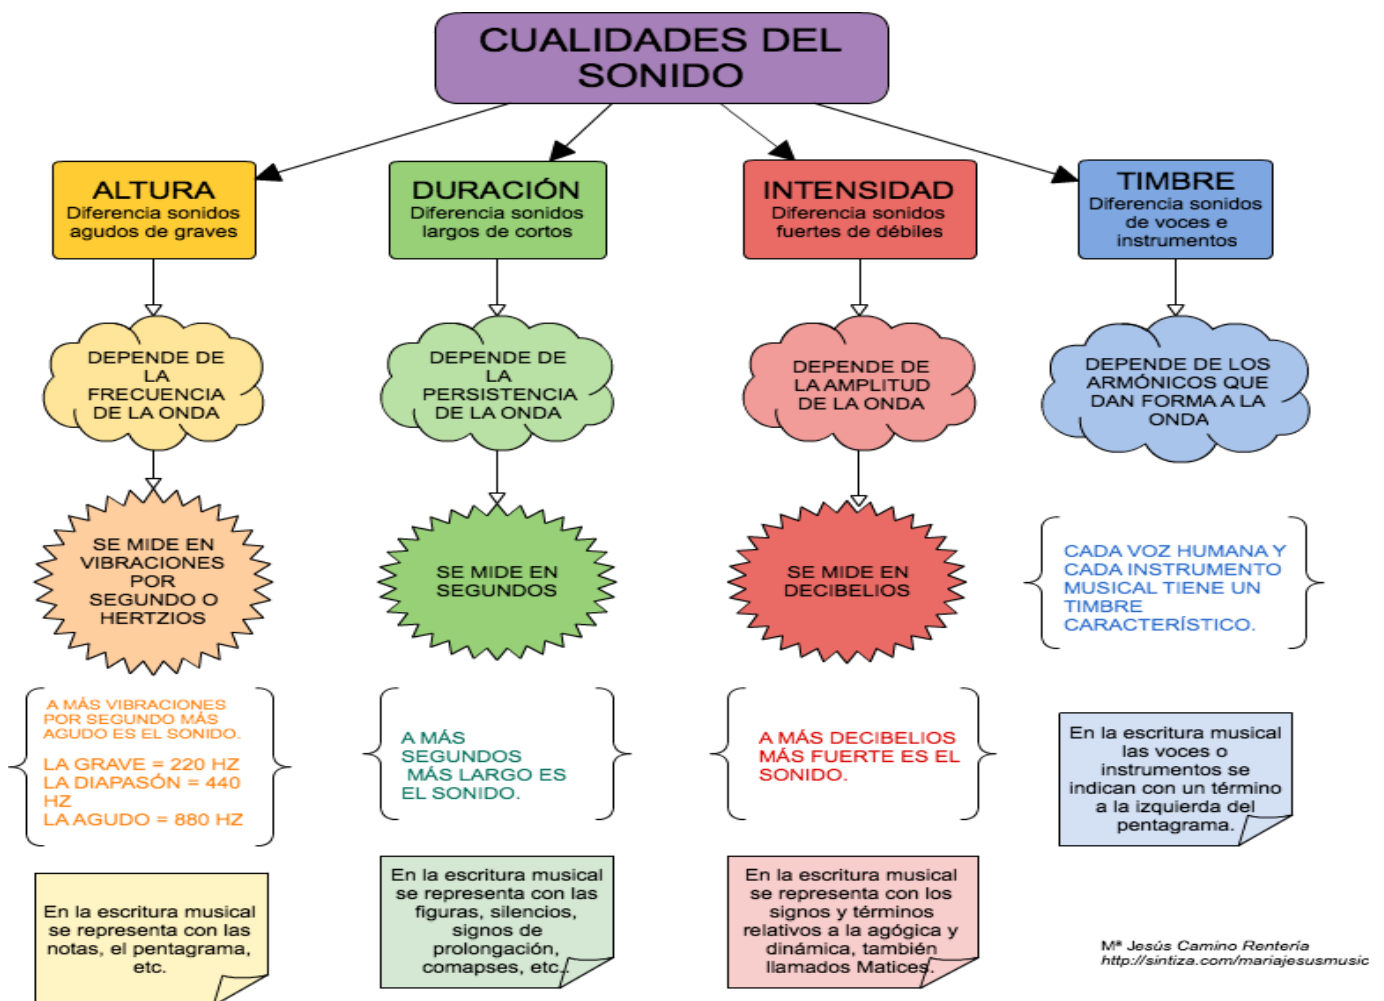 CUALIDADES DEL
SONIDO
ALTURA
Diferencia sonidos
agudos de graves
DURACIÓN
Diferencia sonidos
largos de cortos
INTENSIDAD
Diferencia sonidos
fuertes de débiles
TIMBRE
Diferencia sonidos
de voces e
instrumentos
DEPENDE DE
LA
FRECUENCIA
DE LA ONDA
DEPENDE DE
LA
PERSISTENCIA
DE LA ONDA
DEPENDE DE
LA AMPLITUD
DE LA ONDA
DEPENDE DE LOS
ARMÓNICOS QUE
DAN FORMA A LA
ONDA
SE MIDE EN
VIBRACIONES
POR
SEGUNDO O
HERTZIOS
SE MIDE EN
SEGUNDOS
SE MIDE EN
DECIBELIOS
CADA VOZ HUMANA Y
CADA INSTRUMENTO
MUSICAL TIENE UN
TIMBRE
CARACTERÍSTICO.
A MÁS VIBRACIONES
POR SEGUNDO MÁS
AGUDO ES EL SONIDO.
LA GRAVE = 220 HZ
LA DIAPASÓN = 440
HZ
LA AGUDO = 880 HZ
A MÁS
SEGUNDOS
MÁS LARGO ES
EL SONIDO.
A MÁS DECIBELIOS
MÁS FUERTE ES EL
SONIDO.
En la escritura musical
las voces o
instrumentos se
indican con un término
a la izquierda del
pentagrama.
En la escritura musical
se representa con las
notas, el pentagrama,
etc.
En la escritura musical
se representa con las
figuras, silencios,
signos de
prolongación,
comapses, etc.
En la escritura musical
se representa con los
signos y términos
relativos a la agógica y
dinámica, también
llamados Matices.
Mª Jesús Camino Rentería
http://sintiza.com/mariajesusmusic